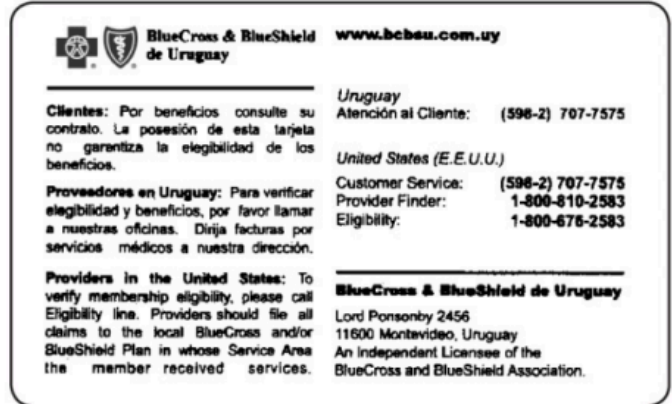 BlueCross & BlueShield
de Uruguay
Clientes: Por beneficios consulte su
contrato. La posesión de esta tarjeta
no garantiza la elegibilidad de los
beneficios.
Proveedores en Uruguay: Para verificar
elegibilidad y beneficios, por favor llamar
a nuestras oficinas. Dirija facturas por
servicios médicos a nuestra dirección.
Providers in the United States: To
verify membership eligibility, please call
Eligibility line. Providers should file all
claims to the local BlueCross and/or
BlueShield Plan in whose Service Area
the member received services.
www.bcbsu.com.uy
Uruguay
Atención al Cliente: (598-2) 707-7575
United States (E.E.U.U.)
Customer Service: (598-2) 707-7575
Provider Finder: 1-800-810-2583
Eligibility: 1-800-676-2583
BlueCross & BlueShield de Uruguay
Lord Ponsonby 2456
11600 Montevideo, Uruguay
An Independent Licensee of the
BlueCross and BlueShield Association.